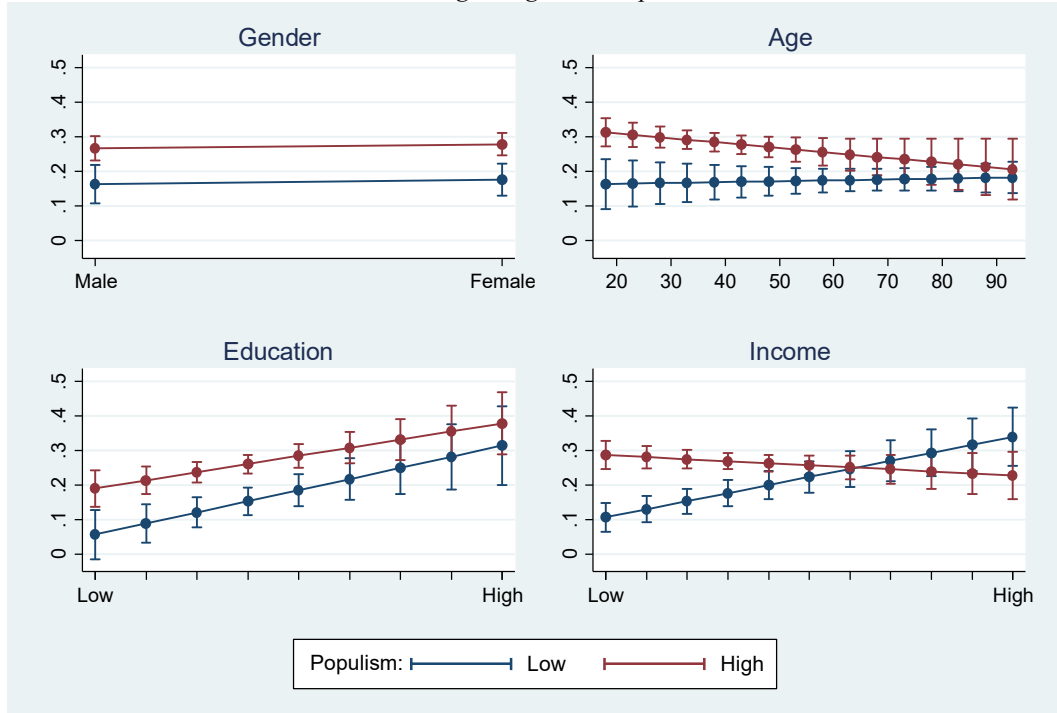 Gender Age
.5 .5
.4 .4
.3 .3
.2 .2
.1 .1
0 0
Male Female 20 30 40 50 60 70 80 90
Education Income
.5 .5
.4 .4
.3 .3
.2 .2
.1 .1
0 0
Low High Low High
Populism: Low High